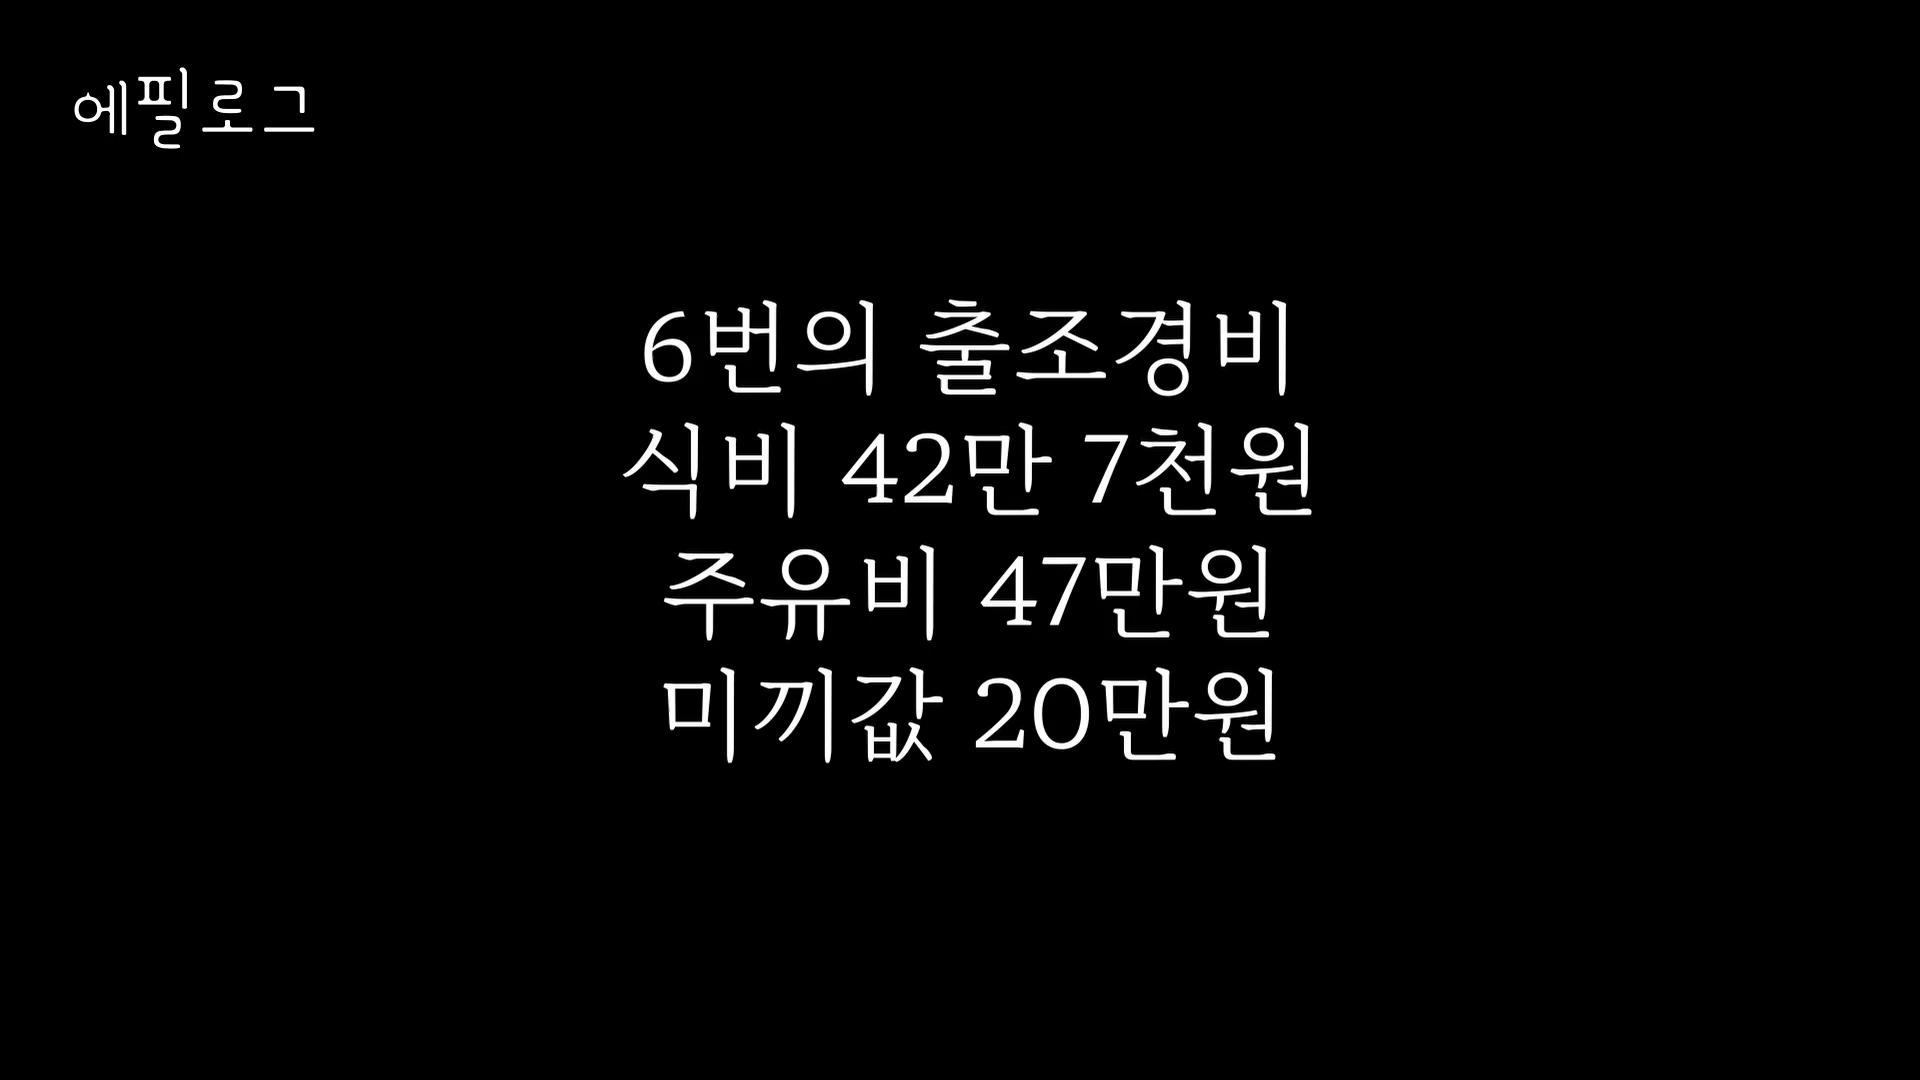 에필로그
6번의 출조경비
식비 42만 7천원
주유비 47만원
미끼값 20만원